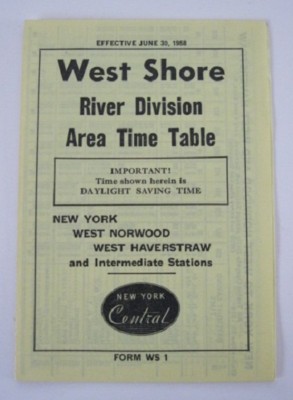 EFFECTIVE JUNE 30, 1958
West Shore
River Division
Area Time Table
IMPORTANT!
Time shown herein is
DAYLIGHT SAVING TIME
NEW YORK
WEST NORWOOD
WEST HAVERSTRAW
and Intermediate Stations
NEW YORK
Central
FORM WS 1